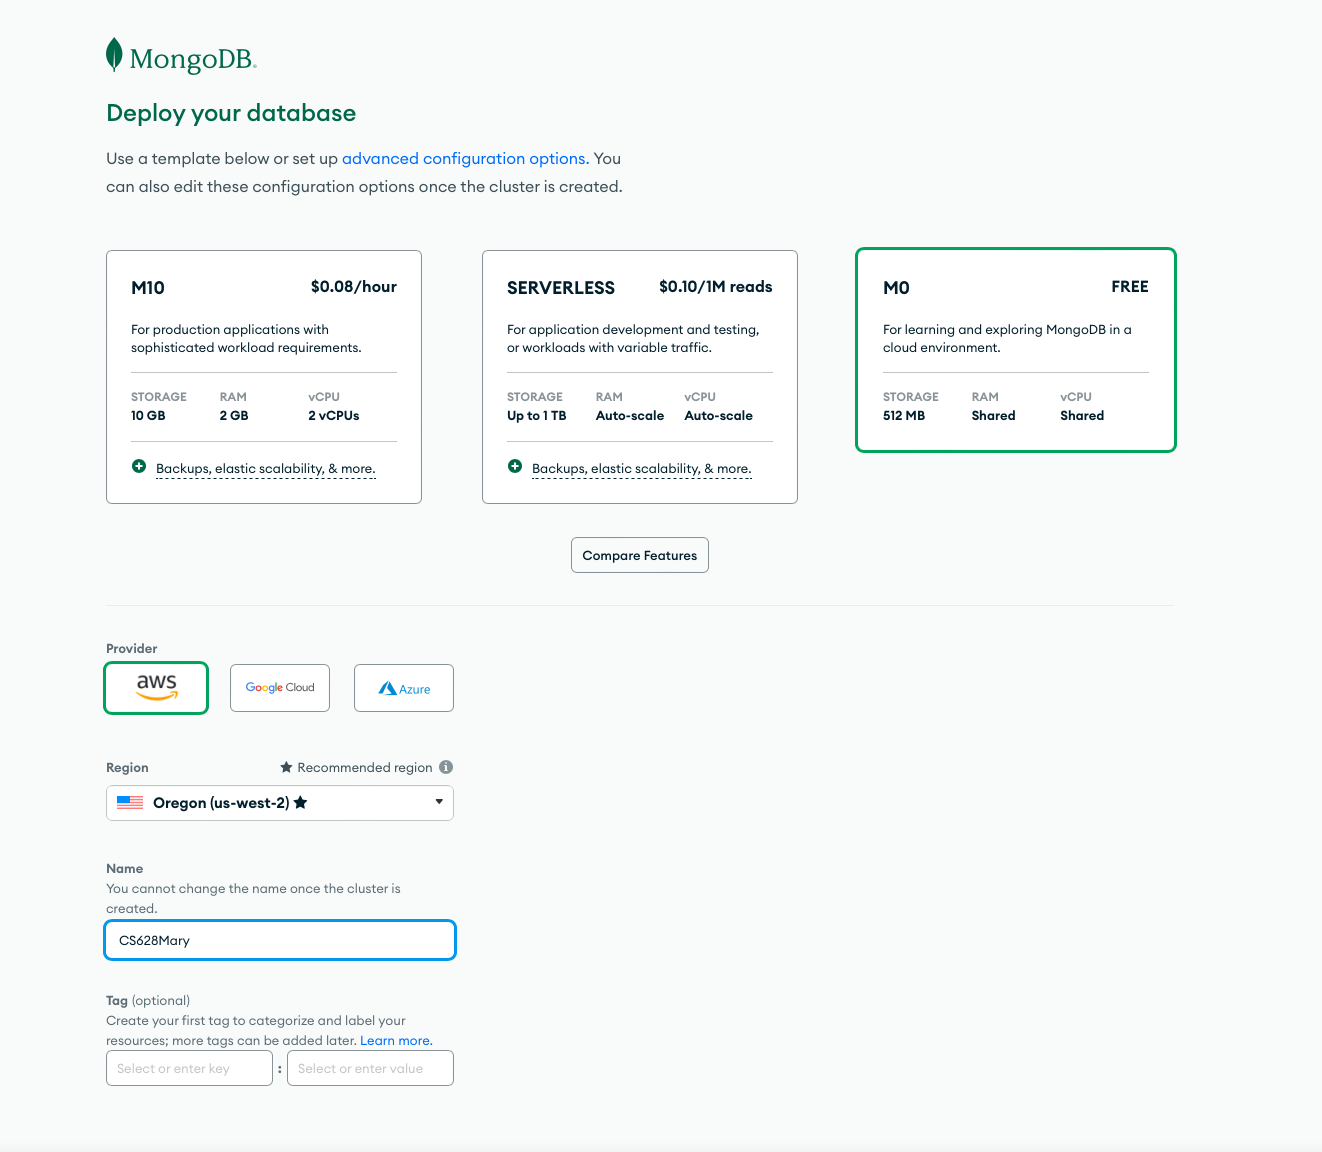 MongoDB®
Deploy your database
Use a template below or set up advanced configuration options. You
can also edit these configuration options once the cluster is created.
M10 $0.08/hour
For production applications with
sophisticated workload requirements.
STORAGE RAM vCPU
10 GB 2 GB 2 vCPUs
Backups, elastic scalability, & more.
SERVERLESS $0.10/1M reads
For application development and testing,
or workloads with variable traffic.
STORAGE RAM vCPU
Up to 1 TB Auto-scale Auto-scale
Backups, elastic scalability, & more.
M0 FREE
For learning and exploring MongoDB in a
cloud environment.
STORAGE RAM vCPU
512 MB Shared Shared
Compare Features
Provider
aws Google Cloud Azure
Region ★ Recommended region
Oregon (us-west-2) ★
Name
You cannot change the name once the cluster is
created.
CS628Mary
Tag (optional)
Create your first tag to categorize and label your
resources; more tags can be added later. Learn more.
Select or enter key : Select or enter value